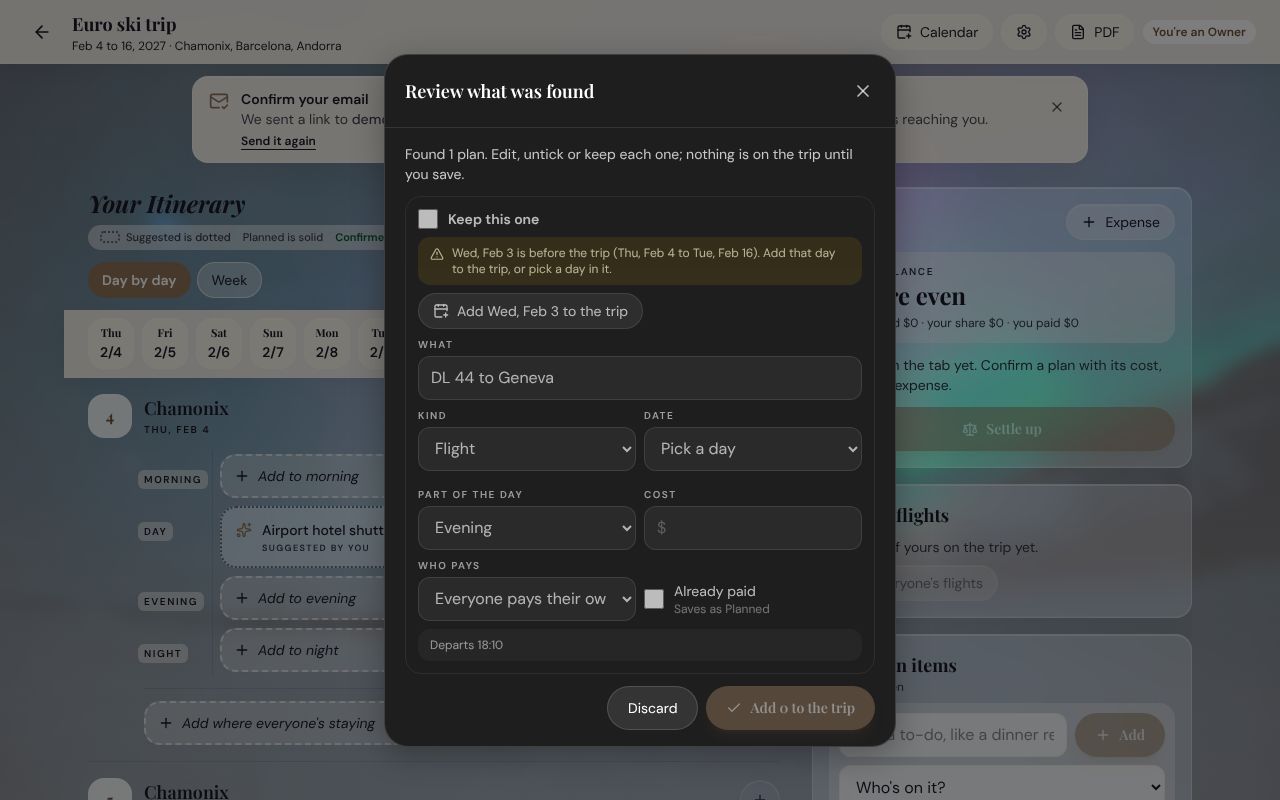 Euro ski trip
Feb 4 to 16, 2027 · Chamonix, Barcelona, Andorra
Calendar
PDF
You're an Owner
Confirm your email
We sent a link to
reaching you.
Send it again
Your Itinerary
Suggested is dotted Planned is solid
Day by day
Week
Thu Fri Sat Sun Mon
2/4 2/5 2/6 2/7 2/8
4
Chamonix
THU, FEB 4
MORNING
Add to morning
DAY
Airport hotel
SUGGESTED BY YOU
EVENING
Add to evening
NIGHT
Add to night
Add where everyone's staying
Chamonix
Review what was found
Found 1 plan. Edit, untick or keep each one; nothing is on the trip until
you save.
Keep this one
Wed, Feb 3 is before the trip (Thu, Feb 4 to Tue, Feb 16). Add that day
to the trip, or pick a day in it.
Add Wed, Feb 3 to the trip
WHAT
DL 44 to Geneva
KIND
DATE
Flight
Pick a day
PART OF THE DAY
COST
Evening
$
WHO PAYS
Everyone pays their ow
Already paid
Saves as Planned
Departs 18:10
Discard
Add 0 to the trip
Expense
even
$0 · your share $0 · you paid $0
the tab yet. Confirm a plan with its cost,
expense.
Settle up
flights
of yours on the trip yet.
flights
items
to-do, like a dinner
Add
Who's on it?